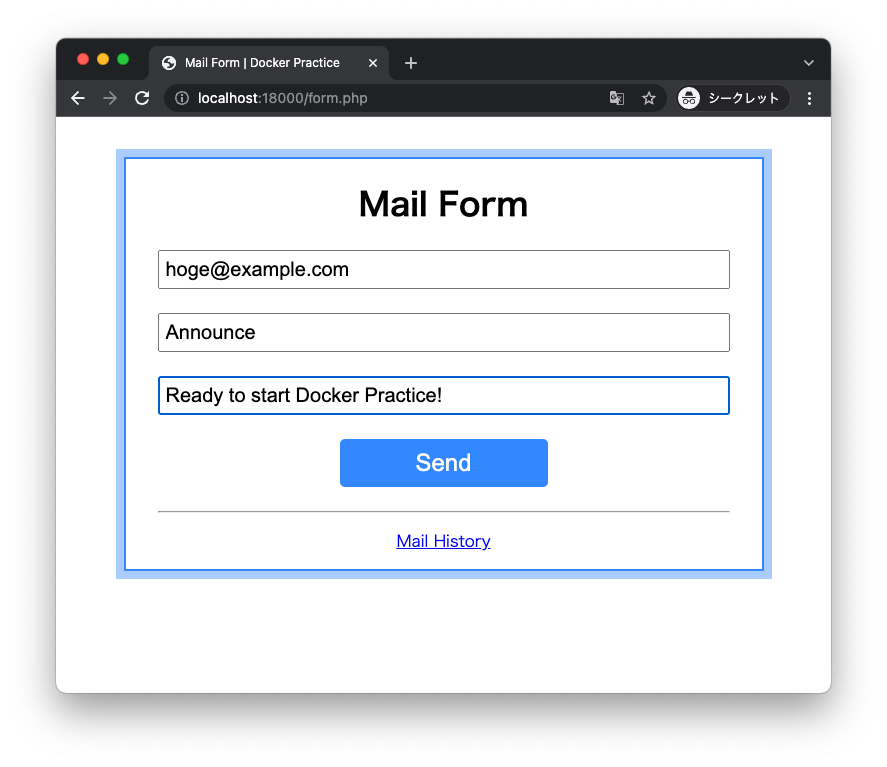 Mail Form | Docker Practice
localhost:18000/form.php
シークレット
Mail Form
hoge@example.com
Announce
Ready to start Docker Practice!
Send
Mail History